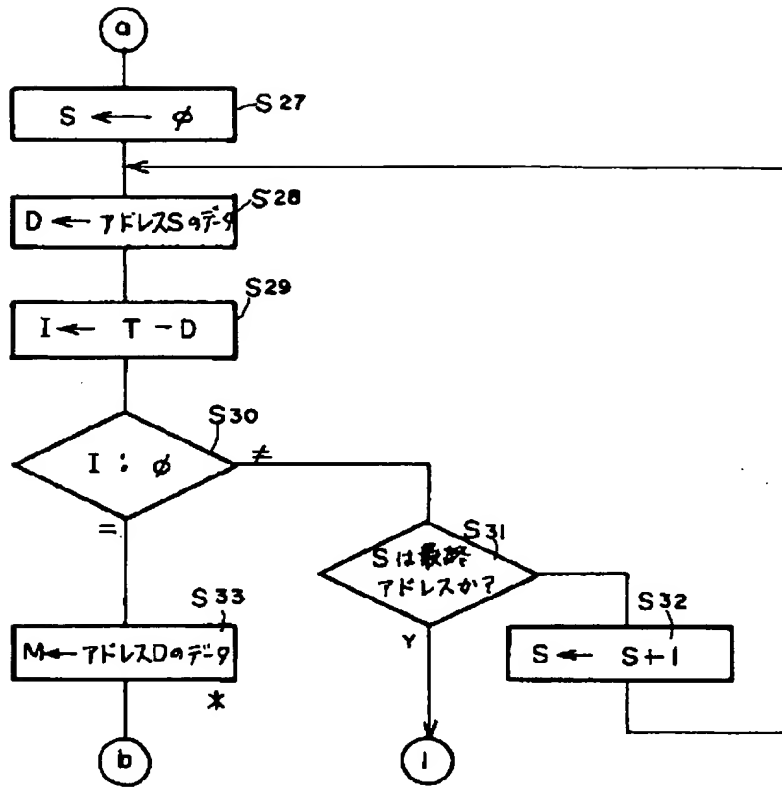 a
S ← φ
S27
D ← アドレスSのデータ
S28
I ← T - D
S29
I : φ
S30
≠
=
Sは最終
アドレスか?
S31
Y
S ← S+1
S32
M ← アドレスDのデータ
S33
*
b
1